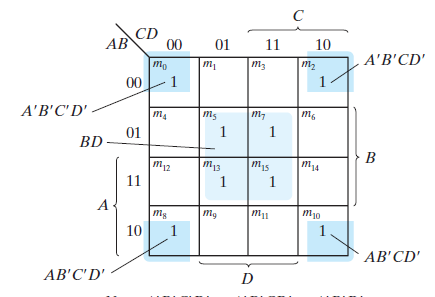 C
AB CD 00 01 11 10
m0 m1 m3 m2 A'B'CD'
00 1 1
A'B'C'D'
m4 m5 m7 m6
01 1 1
BD
B
m12 m13 m15 m14
11 1 1
A
m8 m9 m11 m10
10 1 1
AB'CD'
AB'C'D'
D